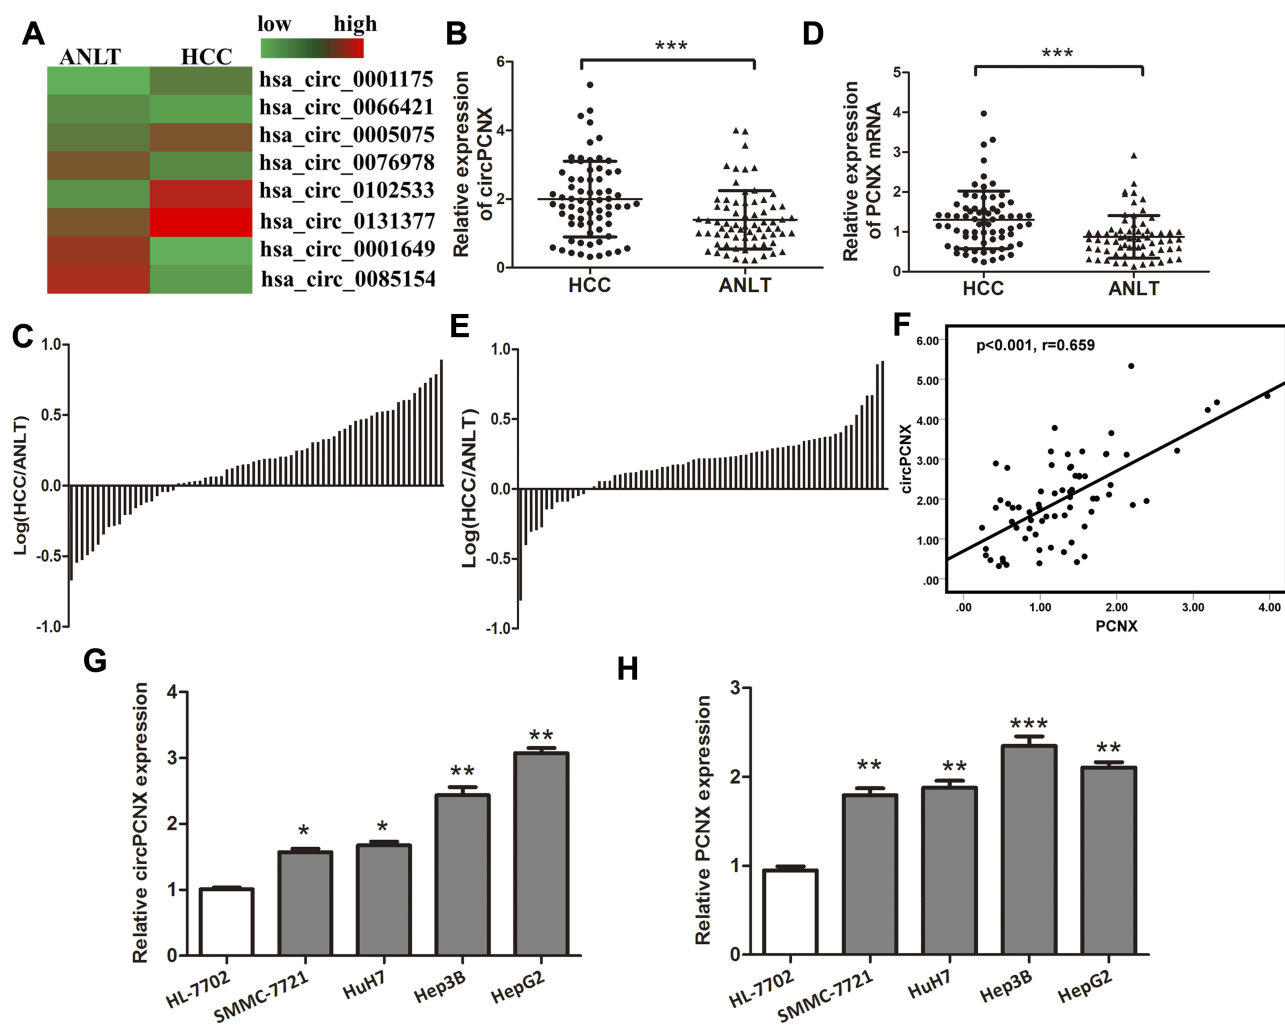 A
low high
ANLT HCC
hsa_circ_0001175
hsa_circ_0066421
hsa_circ_0005075
hsa_circ_0076978
hsa_circ_0102533
hsa_circ_0131377
hsa_circ_0001649
hsa_circ_0085154
B
***
Relative expression
of circPCNX
6
4
2
0
HCC ANLT
D
***
Relative expression
of PCNX mRNA
5
4
3
2
1
0
HCC ANLT
C
Log(HCC/ANLT)
1.0
0.5
0.0
-0.5
-1.0
E
Log(HCC/ANLT)
1.0
0.5
0.0
-0.5
-1.0
F
p<0.001, r=0.659
circPCNX
6.00
5.00
4.00
3.00
2.00
1.00
.00
.00 1.00 2.00 3.00 4.00
PCNX
G
Relative circPCNX expression
4
3
2
1
0
* * ** **
HL-7702 SMMC-7721 HuH7 Hep3B HepG2
H
Relative PCNX expression
3
2
1
0
** ** *** **
HL-7702 SMMC-7721 HuH7 Hep3B HepG2